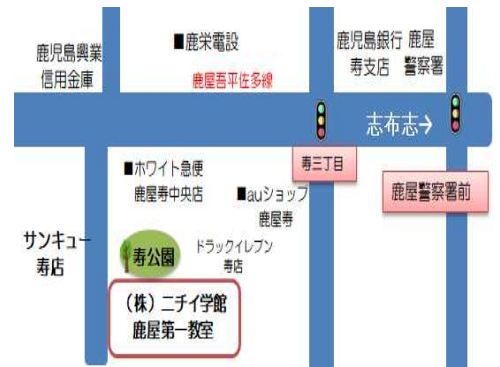 鹿児島興業
信用金庫
■鹿栄電設
鹿屋吾平佐多線
鹿児島銀行
寿支店
鹿屋
警察署
志布志→
寿三丁目
鹿屋警察署前
■ホワイト急便
鹿屋寿中央店
■auショップ
鹿屋寿
サンキュー
寿店
寿公園
ドラックイレブン
寿店
（株）ニチイ学館
鹿屋第一教室